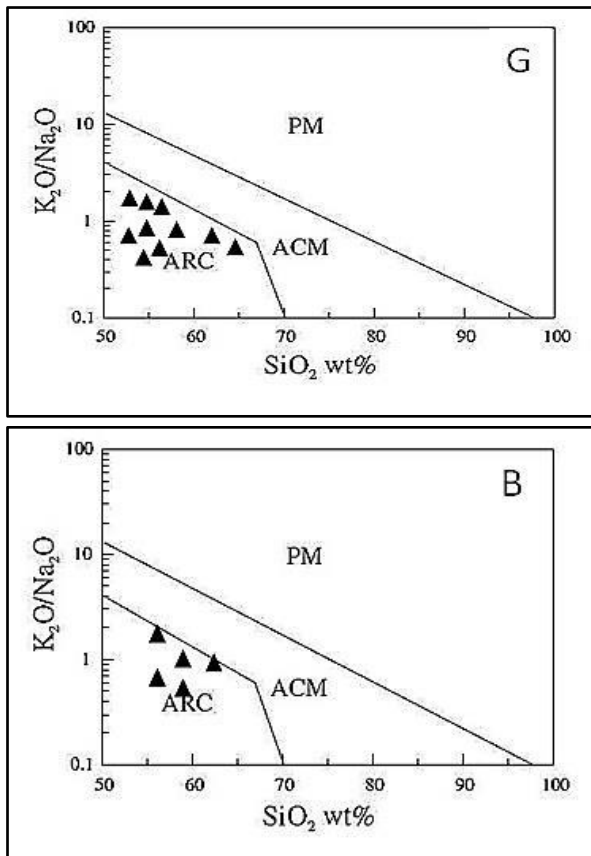 100
G
K₂O/Na₂O
10
PM
1
ARC
ACM
0.1
50 60 70 80 90 100
SiO₂ wt%
100
B
K₂O/Na₂O
10
PM
1
ARC
ACM
0.1
50 60 70 80 90 100
SiO₂ wt%